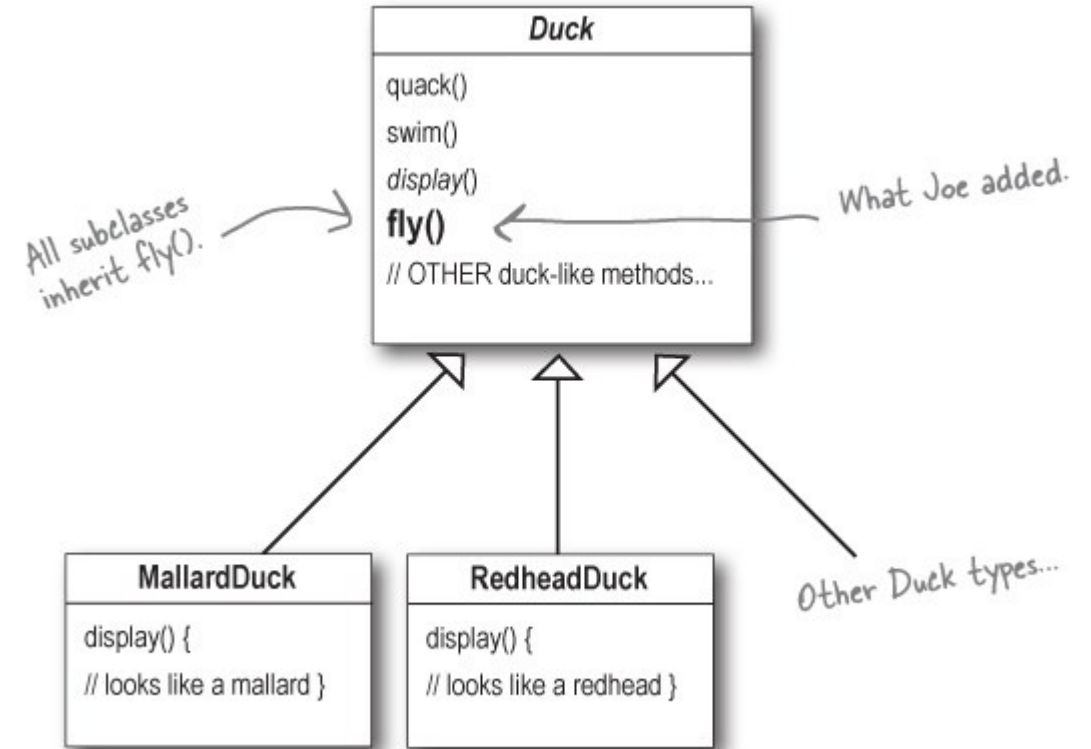 Duck
quack()
swim()
display()
fly()
// OTHER duck-like methods...
All subclasses
inherit fly().
What Joe added.
MallardDuck
display() {
// looks like a mallard }
RedheadDuck
display() {
// looks like a redhead }
Other Duck types...